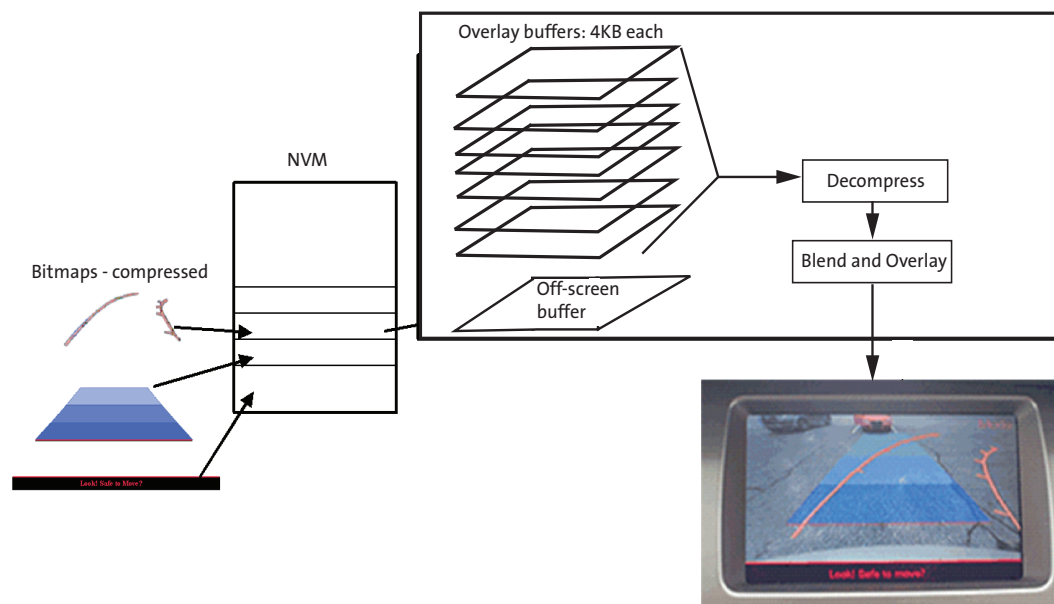 Overlay buffers: 4KB each
NVM
Decompress
Blend and Overlay
Bitmaps - compressed
Off-screen
buffer
Look! Safe to Move?
Look! Safe to move?